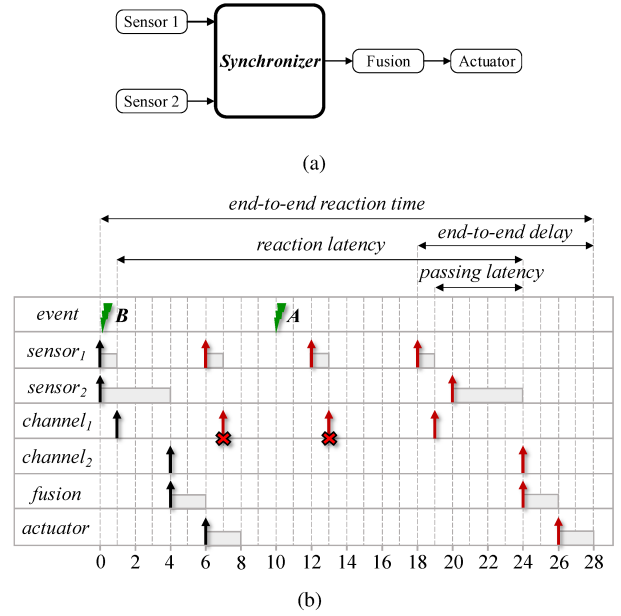 Sensor 1
Synchronizer
Fusion
Actuator
Sensor 2
(a)
end-to-end reaction time
end-to-end delay
reaction latency
passing latency
event
B
A
sensor1
sensor2
channel1
channel2
fusion
actuator
0 2 4 6 8 10 12 14 16 18 20 22 24 26 28
(b)